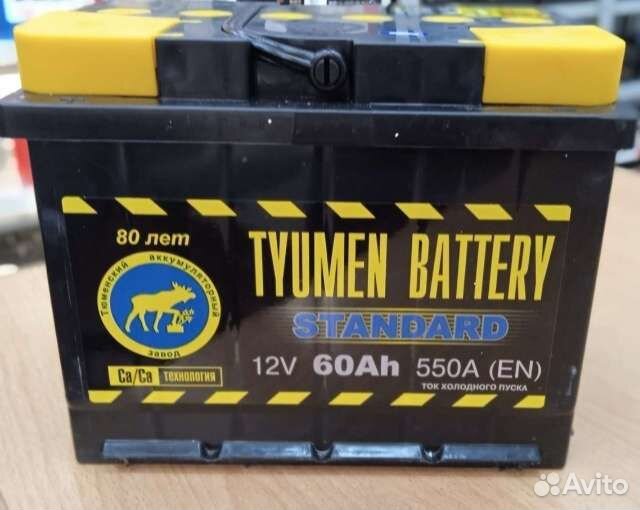 80 лет
Тюменский аккумуляторный
завод
Ca/Ca технология
TYUMEN BATTERY
STANDARD
12V 60Ah 550A (EN)
ТОК ХОЛОДНОГО ПУСКА
Avito